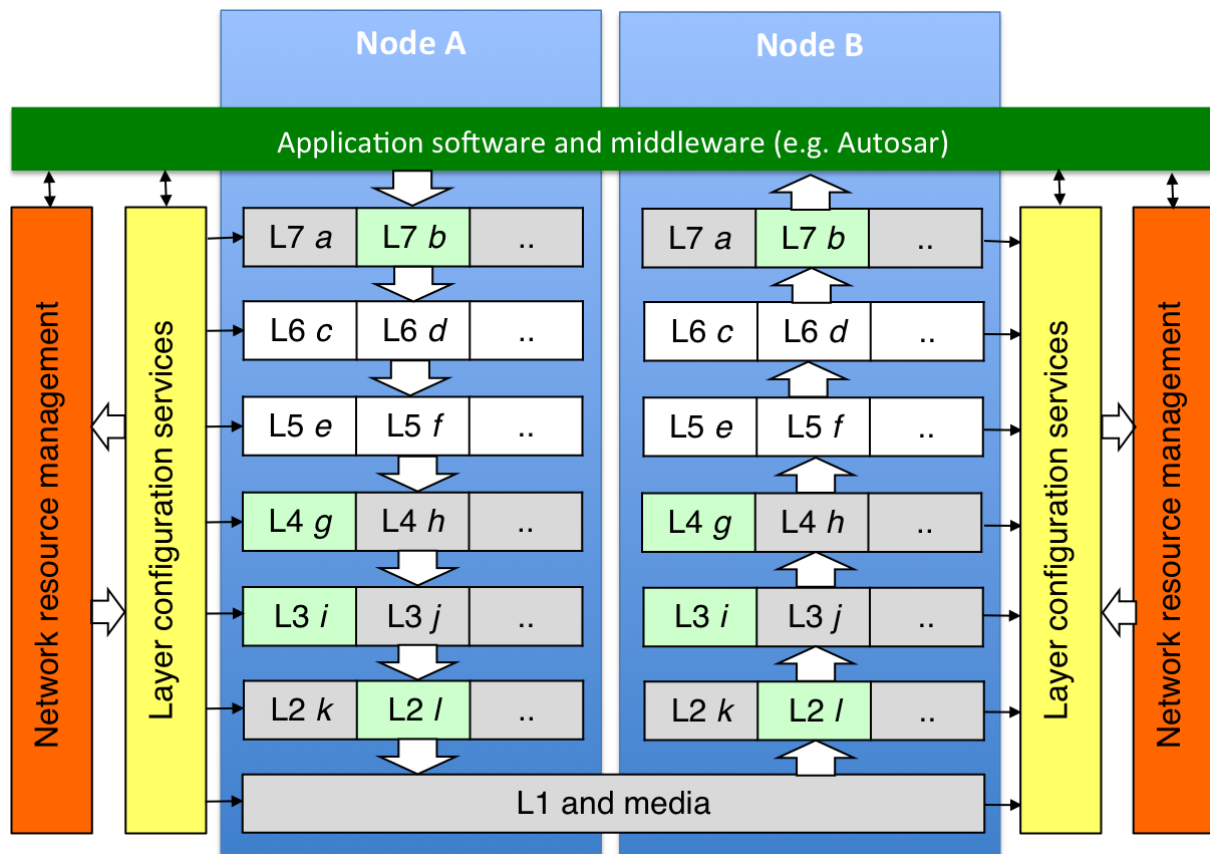 Node A
Node B
Application software and middleware (e.g. Autosar)
Network resource management
Layer configuration services
L7 a
L7 b
..
L7 a
L7 b
..
L6 c
L6 d
..
L6 c
L6 d
..
L5 e
L5 f
..
L5 e
L5 f
..
L4 g
L4 h
..
L4 g
L4 h
..
L3 i
L3 j
..
L3 i
L3 j
..
L2 k
L2 l
..
L2 k
L2 l
..
L1 and media
Layer configuration services
Network resource management